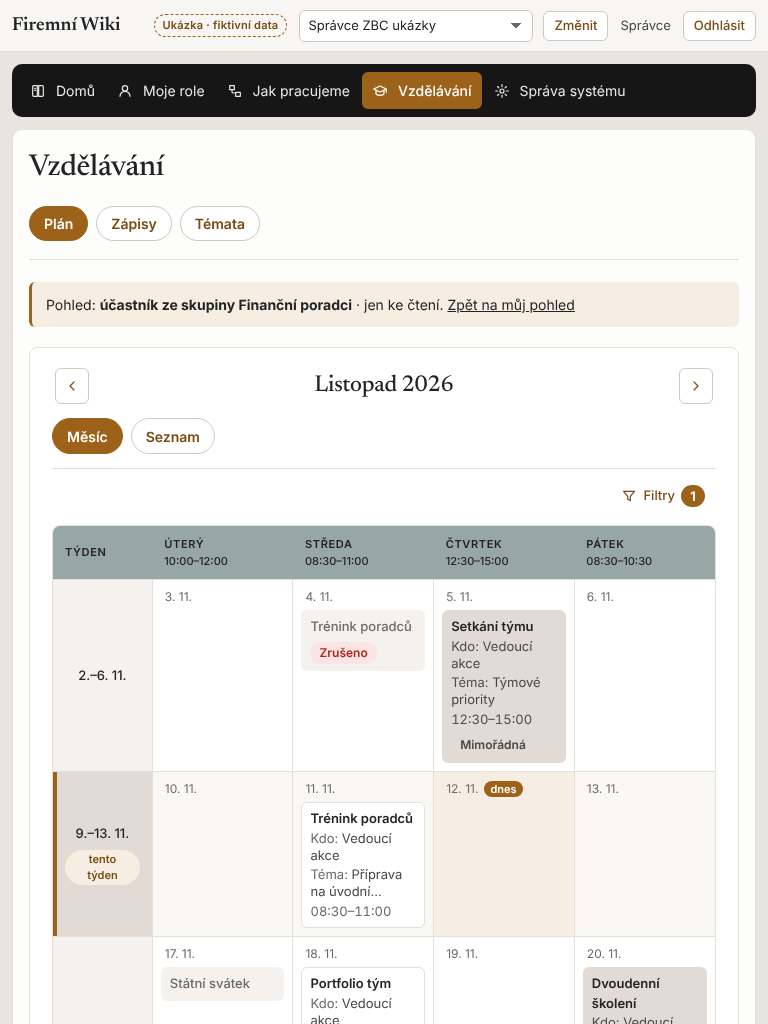 Firemní Wiki
Ukázka · fiktivní data
Správce ZBC ukázky
Změnit
Správce
Odhlásit
Domů
Moje role
Jak pracujeme
Vzdělávání
Správa systému
Vzdělávání
Plán
Zápisy
Témata
Pohled: účastník ze skupiny Finanční poradci · jen ke čtení. Zpět na můj pohled
Listopad 2026
Měsíc
Seznam
Filtry 1
TÝDEN
ÚTERÝ
10:00–12:00
STŘEDA
08:30–11:00
ČTVRTEK
12:30–15:00
PÁTEK
08:30–10:30
2.–6. 11.
3. 11.
4. 11.
Trénink poradců
Zrušeno
5. 11.
Setkání týmu
Kdo: Vedoucí
akce
Téma: Týmové
priority
12:30–15:00
Mimořádná
6. 11.
9.–13. 11.
tento
týden
10. 11.
11. 11.
Trénink poradců
Kdo: Vedoucí
akce
Téma: Příprava
na úvodní…
08:30–11:00
12. 11. dnes
13. 11.
17. 11.
Státní svátek
18. 11.
Portfolio tým
Kdo: Vedoucí
akce
19. 11.
20. 11.
Dvoudenní
školení
Kdo: Vedoucí